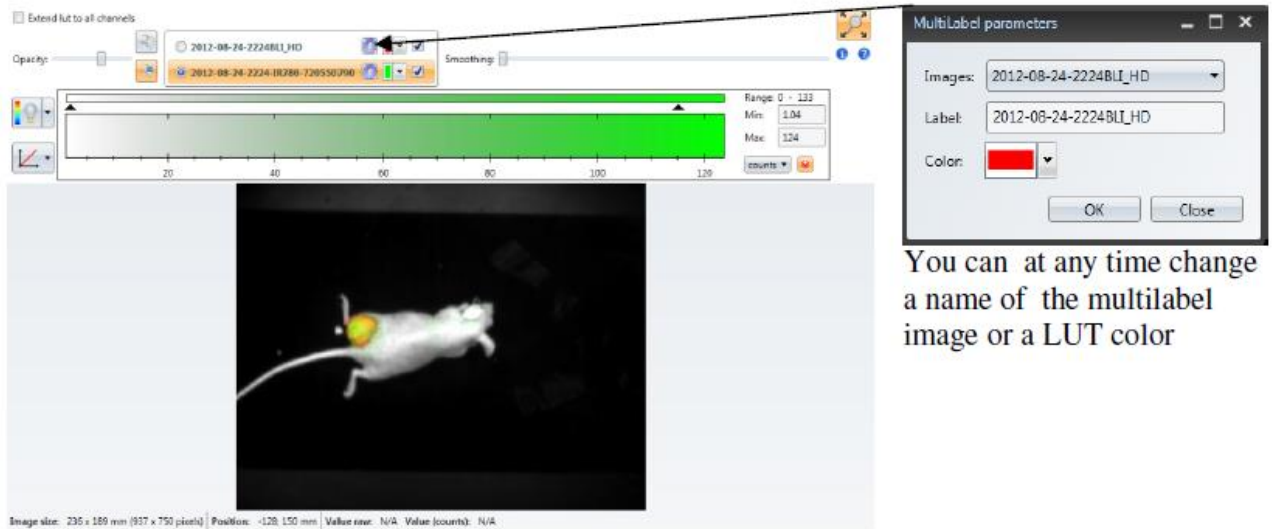 Extend lut to all channels
Opacity:
2012-08-24-2224BLI_HD
2012-08-24-2224-IR780-720550790
Smoothing:
Range: 0 - 133
Min: 1.04
Max: 124
counts
20 40 60 80 100 120
Image size: 236 x 189 mm (937 x 750 pixels) Position: -128; 150 mm Value raw: N/A Value (counts): N/A
MultiLabel parameters
Images: 2012-08-24-2224BLI_HD
Label: 2012-08-24-2224BLI_HD
Color:
OK Close
You can at any time change
a name of the multilabel
image or a LUT color